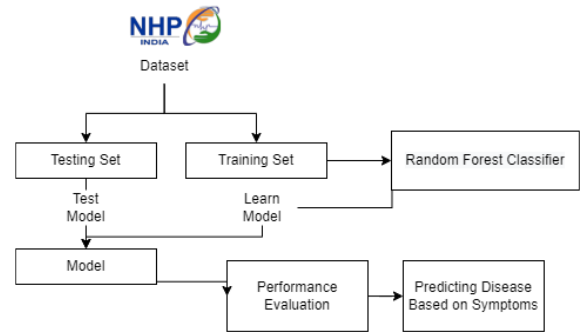 NHP
INDIA
Dataset
Testing Set
Training Set
Random Forest Classifier
Test
Model
Learn
Model
Model
Performance
Evaluation
Predicting Disease
Based on Symptoms